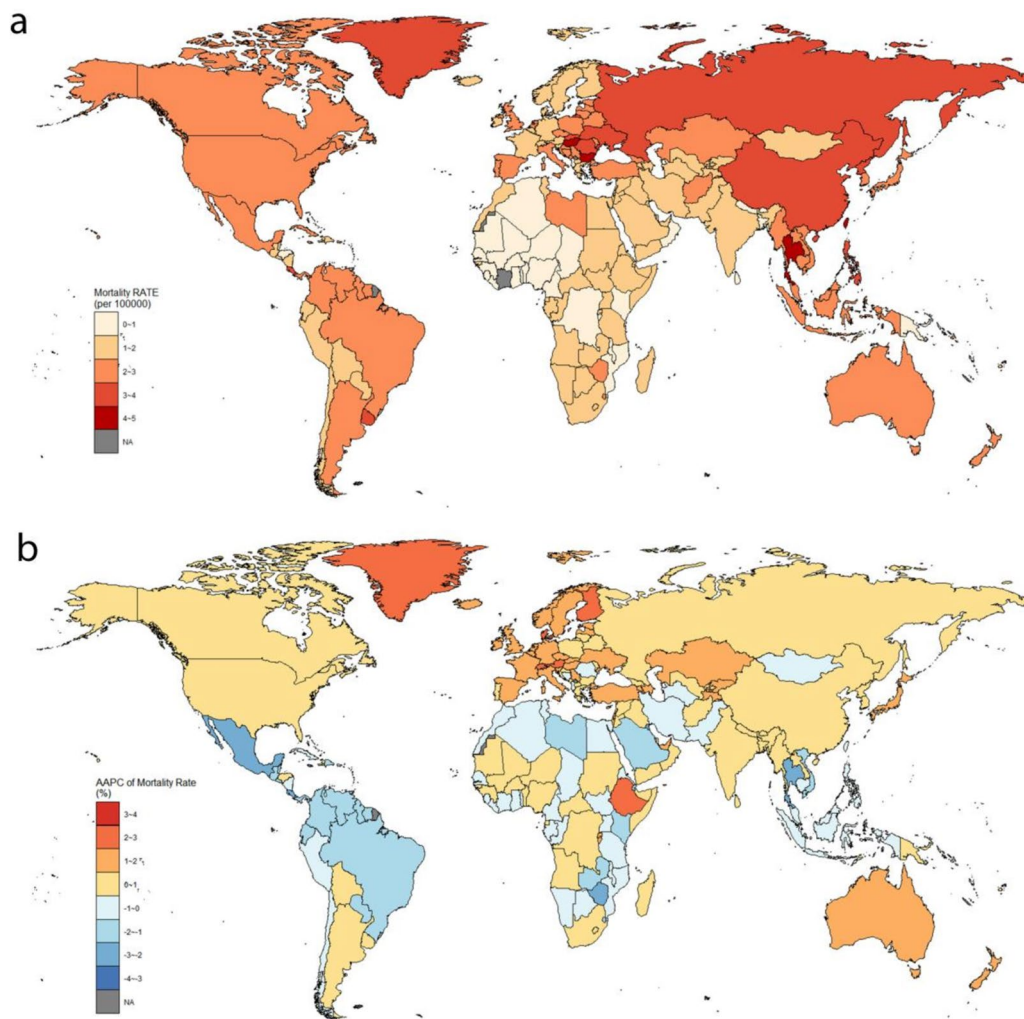 a
Mortality RATE
(per 100000)
0~1
1~2
2~3
3~4
4~5
NA
b
AAPC of Mortality Rate
(%)
3~4
2~3
1~2
0~1
-1~0
-2~-1
-3~-2
-4~-3
NA